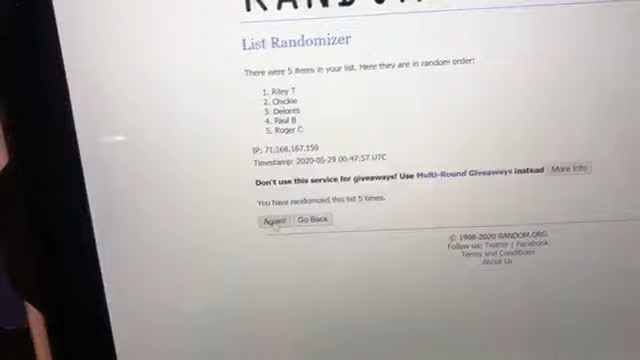 RANDOM
List Randomizer
There were 5 items in your list. Here they are in random order:
1. Riley T
2. Chickie
3. Delores
4. Paul B
5. Roger C
IP: 71.166.167.150
Timestamp: 2020-05-29 00:47:57 UTC
Don't use this service for giveaways! Use Multi-Round Giveaways instead More Info
You have randomized this list 5 times.
Again! Go Back
© 1998-2020 RANDOM.ORG
Follow us: Twitter | Facebook
Terms and Conditions
About Us